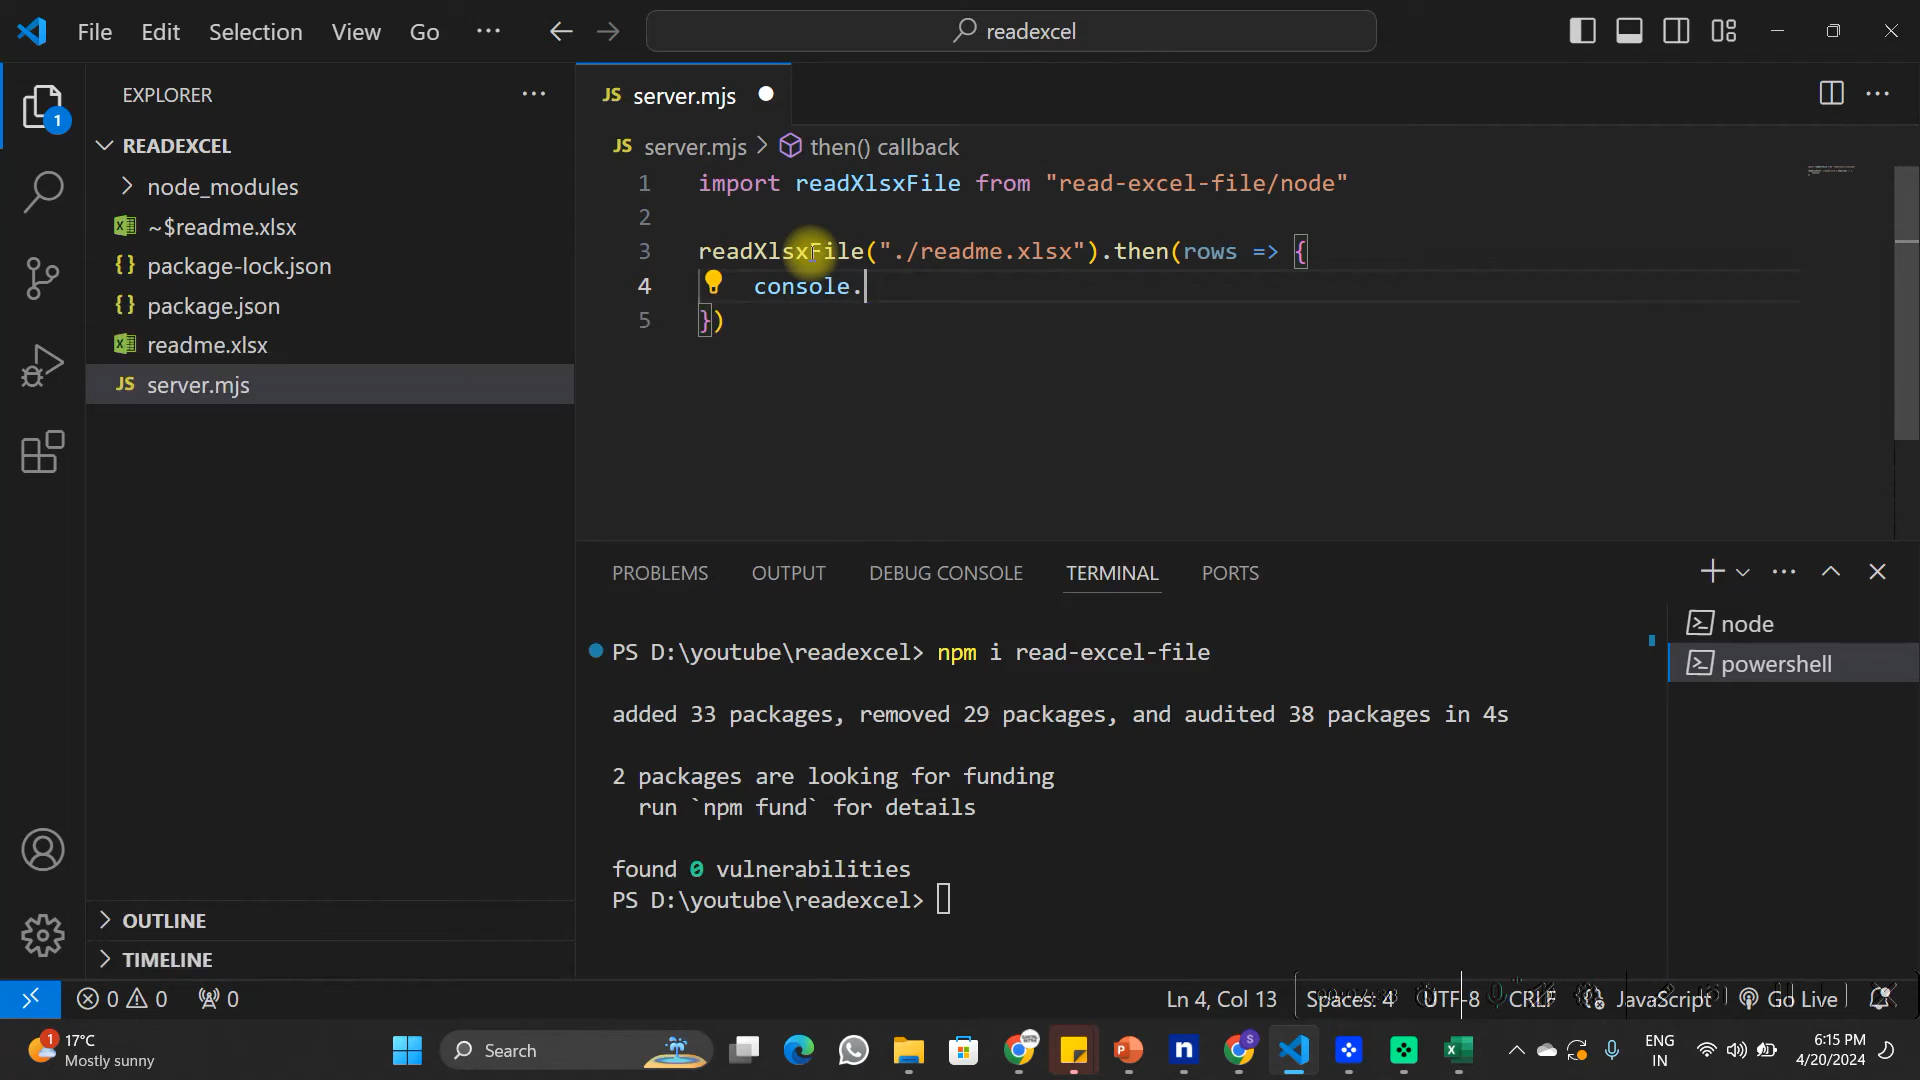 File Edit Selection View Go ... readexcel
EXPLORER ...
1
READEXCEL
node_modules
~$readme.xlsx
{} package-lock.json
{} package.json
readme.xlsx
JS server.mjs
OUTLINE
TIMELINE
JS server.mjs
...
JS server.mjs > then() callback
1 import readXlsxFile from "read-excel-file/node"
2
3 readXlsxFile("./readme.xlsx").then(rows => {
4 console.
5 })
PROBLEMS OUTPUT DEBUG CONSOLE TERMINAL PORTS
...
PS D:\youtube\readexcel> npm i read-excel-file
added 33 packages, removed 29 packages, and audited 38 packages in 4s
2 packages are looking for funding
run `npm fund` for details
found 0 vulnerabilities
PS D:\youtube\readexcel>
node
powershell
0 0 0 Ln 4, Col 13 Spaces: 4 UTF-8 CRLF JavaScript Go Live
1
17°C
Mostly sunny
Search
S
ENG
IN
6:15 PM
4/20/2024